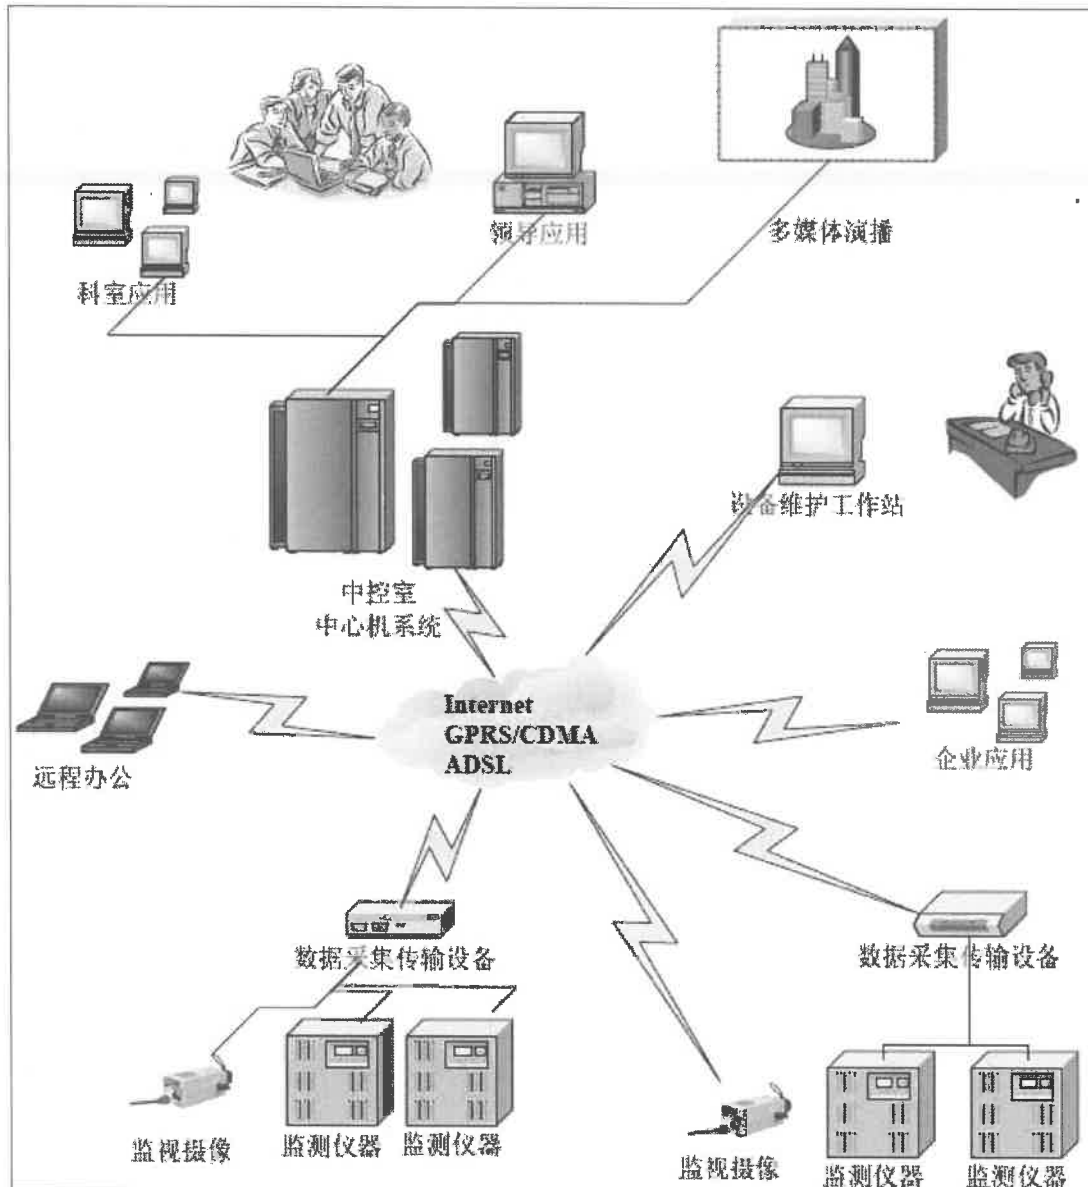 领导应用
多媒体演播
科室应用
设备维护工作站
中控室
中心机系统
Internet
GPRS/CDMA
ADSL
远程办公
企业应用
数据采集传输设备
数据采集传输设备
监视摄像
监测仪器
监测仪器
监视摄像
监测仪器
监测仪器